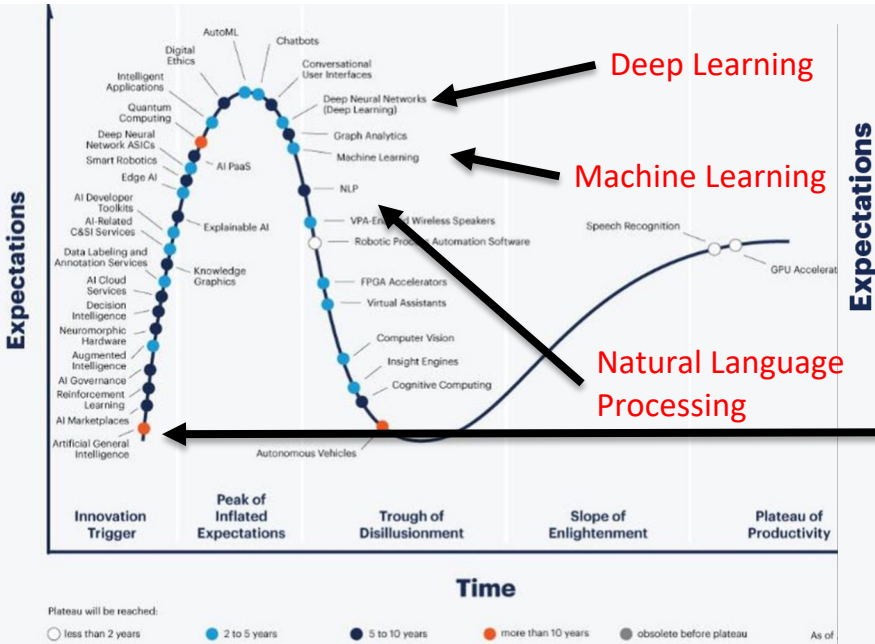 AutoML
Chatbots
Digital
Ethics
Conversational
User Interfaces
Intelligent
Applications
Deep Neural Networks
(Deep Learning)
Quantum
Computing
Graph Analytics
Deep Neural
Network ASICs
AI PaaS
Machine Learning
Smart Robotics
Edge AI
NLP
AI Developer
Toolkits
Explainable AI
VPA-En ed Wireless Speakers
AI-Related
C&SI Services
Robotic Process Automation Software
Data Labeling and
Annotation Services
Knowledge
Graphics
AI Cloud
Services
FPGA Accelerators
Decision
Intelligence
Virtual Assistants
Neuromorphic
Hardware
Computer Vision
Augmented
Intelligence
Insight Engines
AI Governance
Cognitive Computing
Reinforcement
Learning
AI Marketplaces
Artificial General
Intelligence
Autonomous Vehicles
Speech Recognition
GPU Accelerat
Deep Learning
Machine Learning
Natural Language
Processing
Expectations
Expectations
Innovation
Trigger
Peak of
Inflated
Expectations
Trough of
Disillusionment
Slope of
Enlightenment
Plateau of
Productivity
Time
Plateau will be reached:
less than 2 years
2 to 5 years
5 to 10 years
more than 10 years
obsolete before plateau
As of